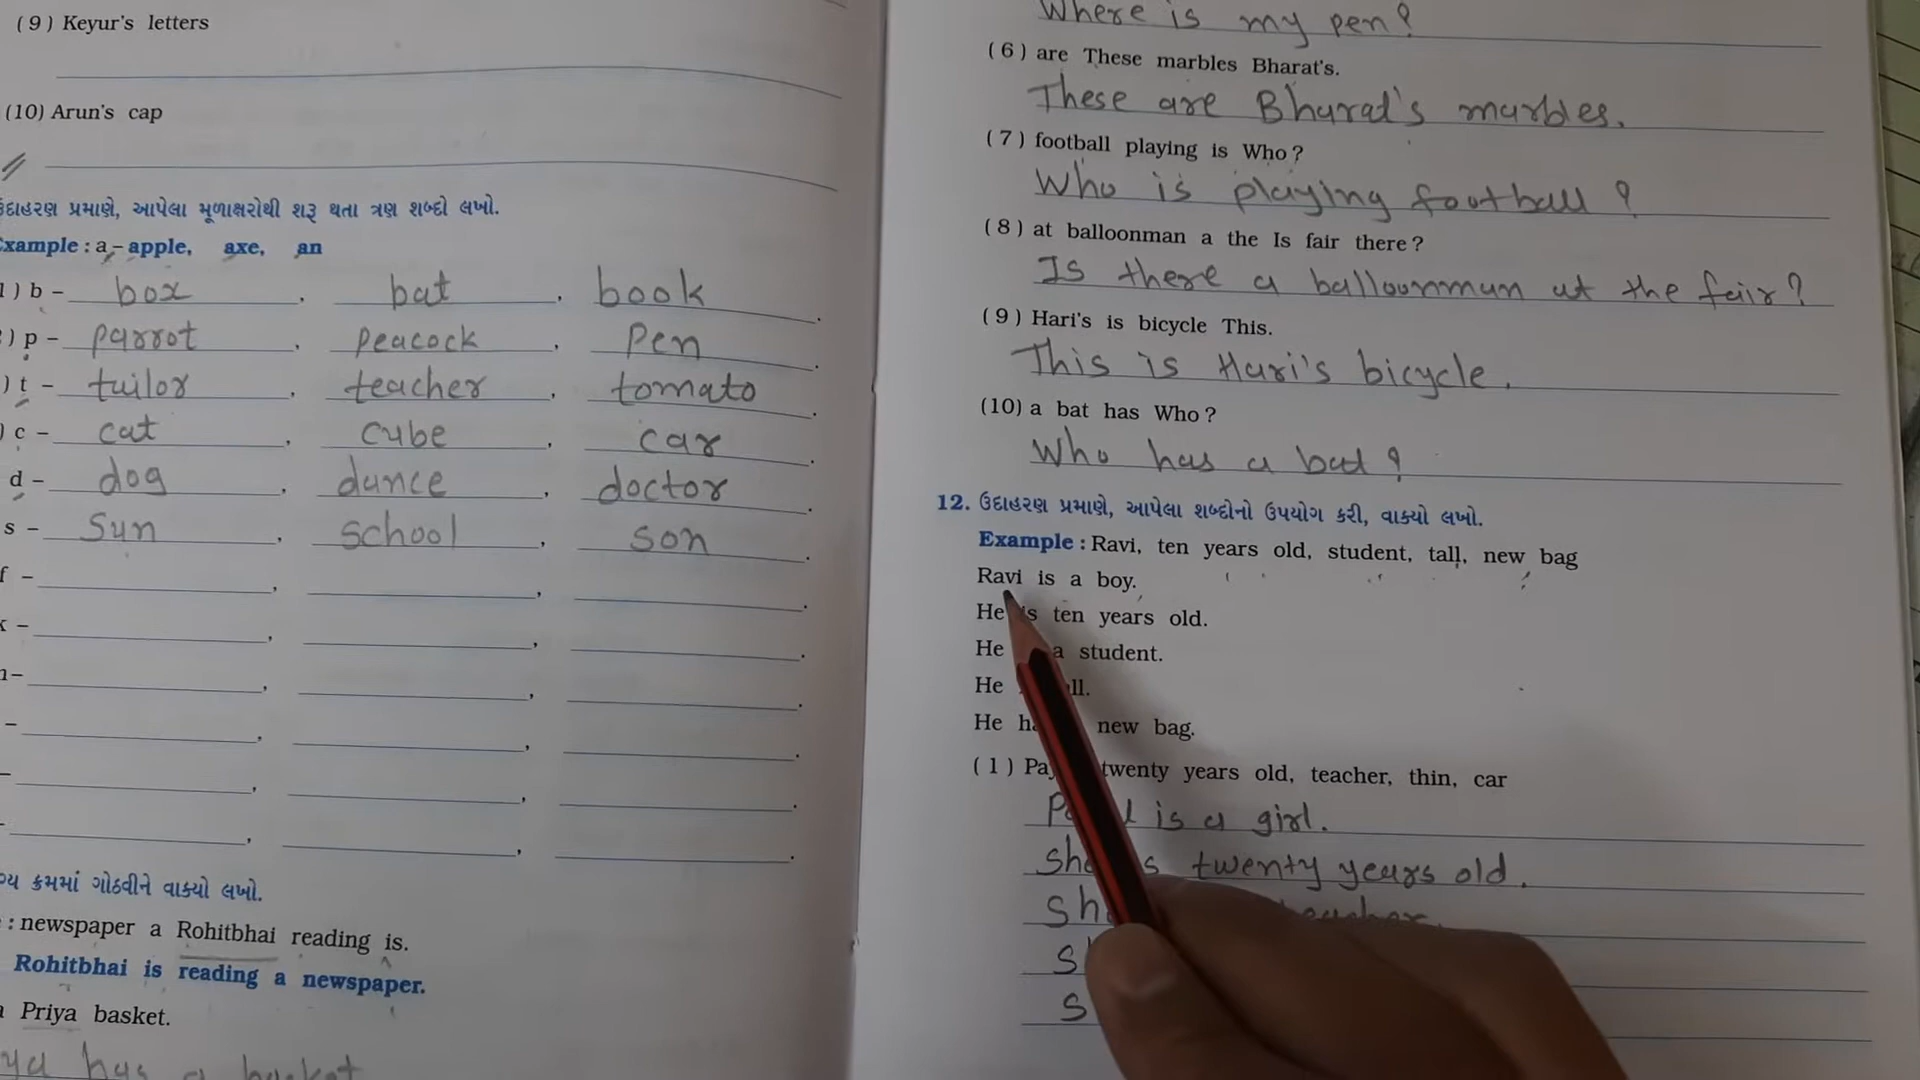 (9) Keyur's letters
(10) Arun's cap
ઉદાહરણ પ્રમાણે, આપેલા મૂળાક્ષરોથી શરૂ થતા ત્રણ શબ્દો લખો.
Example : a – apple, axe, an
1) b – box, bat, book.
) p – parrot, peacock, pen.
) t – tailor, teacher, tomato.
) c – cat, cube, car.
d – dog, dance, doctor.
s – sun, school, son.
f –
ગ્ય ક્રમમાં ગોઠવીને વાક્યો લખો.
: newspaper a Rohitbhai reading is.
Rohitbhai is reading a newspaper.
Priya basket.
has a basket
Where is my pen?
(6) are These marbles Bharat's.
These are Bharat's marbles.
(7) football playing is Who?
Who is playing football?
(8) at balloonman a the Is fair there?
Is there a balloonman at the fair?
(9) Hari's is bicycle This.
This is Hari's bicycle.
(10) a bat has Who?
Who has a bat?
12. ઉદાહરણ પ્રમાણે, આપેલા શબ્દોનો ઉપયોગ કરી, વાક્યો લખો.
Example : Ravi, ten years old, student, tall, new bag
Ravi is a boy.
He is ten years old.
He a student.
He
He new bag.
(1) twenty years old, teacher, thin, car
is a girl.
she is twenty years old.